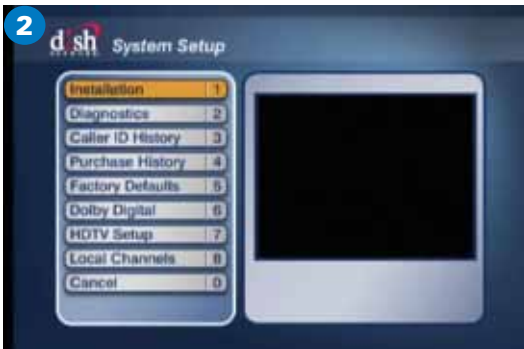 2
dish System Setup
NETWORK
Installation 1
Diagnostics 2
Caller ID History 3
Purchase History 4
Factory Defaults 5
Dolby Digital 6
HDTV Setup 7
Local Channels 8
Cancel 0